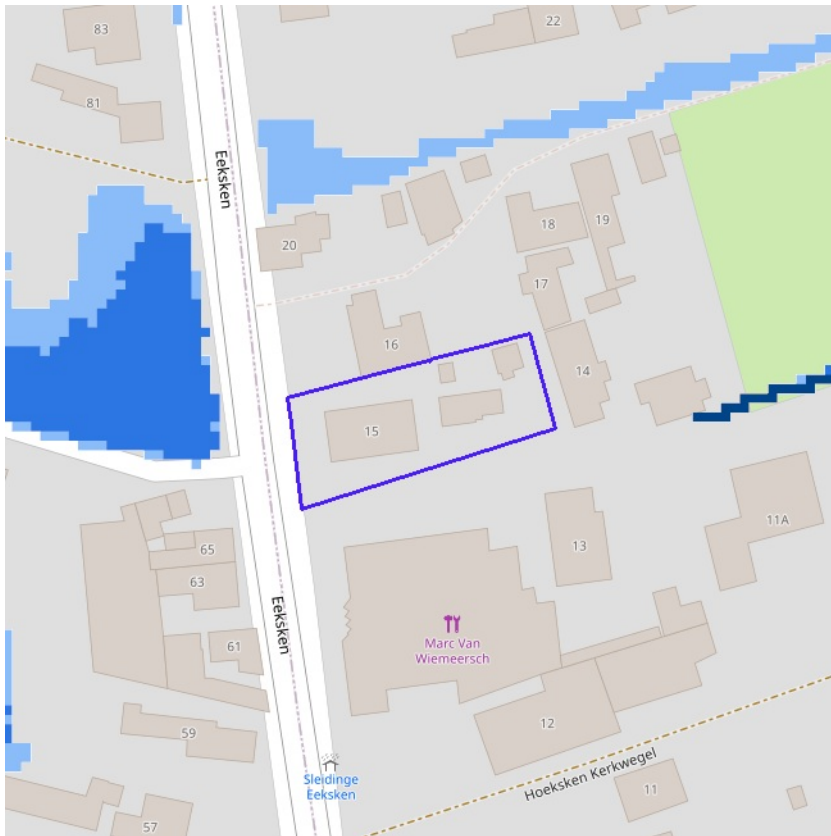 83
22
81
Eeksken
20
18
19
17
16
14
15
11A
13
65
63
Marc Van
Wiemeersch
61
Eeksken
59
12
Sleidinge
Eeksken
Hoeksken Kerkwegel
11
57